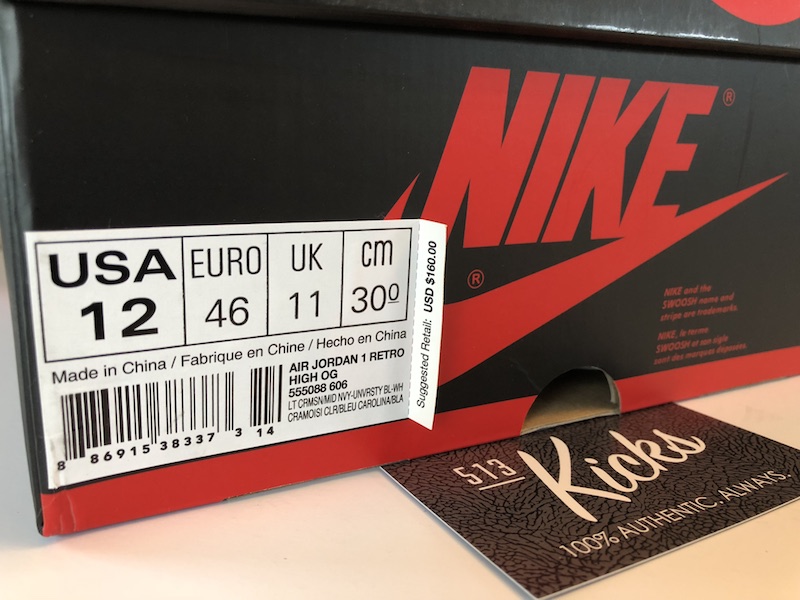 NIKE®
®
NIKE and the
SWOOSH name and
stripe are trademarks.
NIKE, le terme
SWOOSH et son sigle
sont des marques déposées.
USA EURO UK cm
12 46 11 30⁰
Made in China / Fabrique en Chine / Hecho en China
AIR JORDAN 1 RETRO
HIGH OG
555088 606
LT CRMSN/MID NVY-UNVRSTY BL-WH
CRAMOISI CLR/BLEU CAROLINA/BLA
8 86915 38337 3 14
Suggested Retail: USD $160.00
513
Kicks
100% AUTHENTIC. ALWAYS.